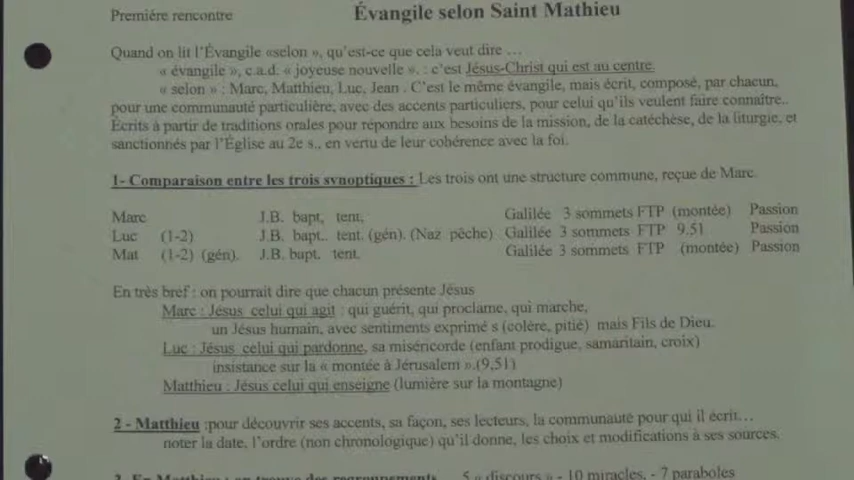 Première rencontre Évangile selon Saint Mathieu
Quand on lit l'Évangile «selon », qu'est-ce que cela veut dire …
« évangile », c.a.d. « joyeuse nouvelle ». : c'est Jésus-Christ qui est au centre.
« selon » : Marc, Matthieu, Luc, Jean . C'est le même évangile, mais écrit, composé, par chacun,
pour une communauté particulière, avec des accents particuliers, pour celui qu'ils veulent faire connaître..
Écrits à partir de traditions orales pour répondre aux besoins de la mission, de la catéchèse, de la liturgie, et
sanctionnés par l'Église au 2e s., en vertu de leur cohérence avec la foi.
1- Comparaison entre les trois synoptiques : Les trois ont une structure commune, reçue de Marc.
Marc J.B. bapt, tent. Galilée 3 sommets FTP (montée) Passion
Luc (1-2) J.B. bapt.. tent. (gén). (Naz pêche) Galilée 3 sommets FTP 9.51 Passion
Mat (1-2) (gén). J.B. bapt. tent. Galilée 3 sommets FTP (montée) Passion
En très bref : on pourrait dire que chacun présente Jésus
Marc : Jésus celui qui agit : qui guérit, qui proclame, qui marche,
un Jésus humain, avec sentiments exprimé s (colère, pitié) mais Fils de Dieu.
Luc : Jésus celui qui pardonne, sa miséricorde (enfant prodigue, samaritain, croix)
insistance sur la « montée à Jérusalem ».(9,51)
Matthieu : Jésus celui qui enseigne (lumière sur la montagne)
2 - Matthieu :pour découvrir ses accents, sa façon, ses lecteurs, la communauté pour qui il écrit…
noter la date, l'ordre (non chronologique) qu'il donne, les choix et modifications à ses sources.
3. En Matthieu : on trouve des regroupements 5 « discours » - 10 miracles, - 7 paraboles